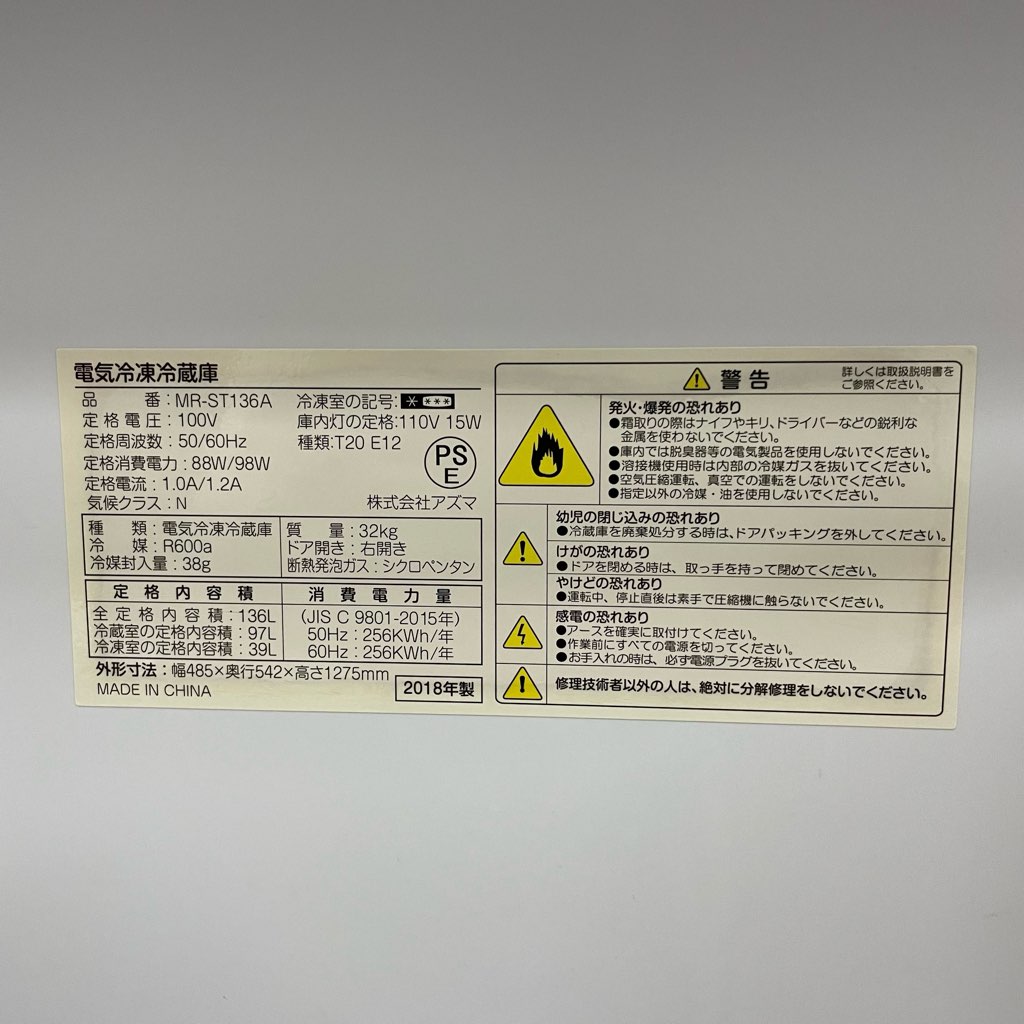 電気冷凍冷蔵庫
品番:MR-ST136A
定格電圧:100V
定格周波数:50/60Hz
定格消費電力:88W/98W
定格電流:1.0A/1.2A
気候クラス:N
冷凍室の記号:* ***
庫内灯の定格:110V 15W
種類:T20 E12
PS
E
株式会社アズマ
種類:電気冷凍冷蔵庫
冷媒:R600a
冷媒封入量:38g
質量:32kg
ドア開き:右開き
断熱発泡ガス:シクロペンタン
定格内容積
全定格内容積:136L
冷蔵室の定格内容積:97L
冷凍室の定格内容積:39L
消費電力量
(JIS C 9801-2015年)
50Hz:256KWh/年
60Hz:256KWh/年
外形寸法:幅485×奥行542×高さ1275mm
MADE IN CHINA
2018年製
警告
詳しくは取扱説明書を
ご参照ください。
発火・爆発の恐れあり
●霜取りの際はナイフやキリ、ドライバーなどの鋭利な
金属を使わないでください。
●庫内では脱臭器等の電気製品を使用しないでください。
●溶接機使用時は内部の冷媒ガスを抜いてください。
●空気圧縮運転、真空での運転をしないでください。
●指定以外の冷媒・油を使用しないでください。
幼児の閉じ込みの恐れあり
●冷蔵庫を廃棄処分する時は、ドアパッキングを外してください。
けがの恐れあり
●ドアを閉める時は、取っ手を持って閉めてください。
やけどの恐れあり
●運転中、停止直後は素手で圧縮機に触らないでください。
感電の恐れあり
●アースを確実に取付けてください。
●作業前にすべての電源を切ってください。
●お手入れの時は、必ず電源プラグを抜いてください。
修理技術者以外の人は、絶対に分解修理をしないでください。